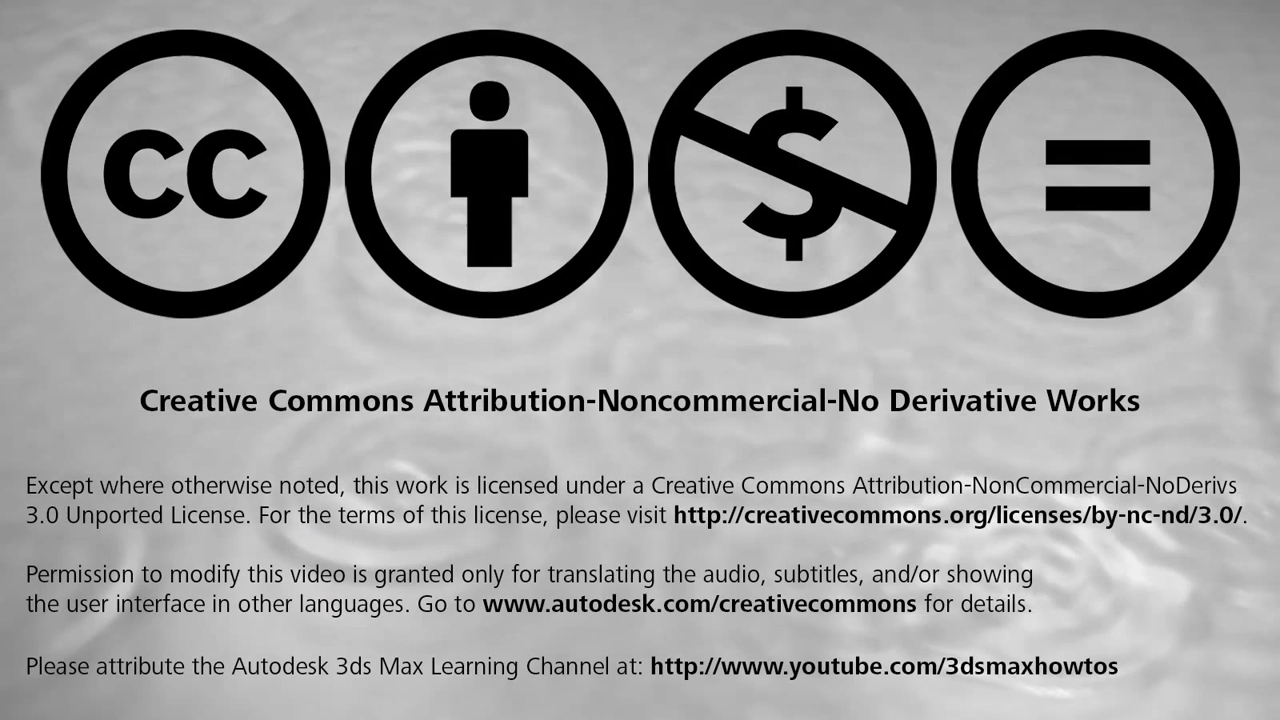 cc
$
=
Creative Commons Attribution-Noncommercial-No Derivative Works
Except where otherwise noted, this work is licensed under a Creative Commons Attribution-NonCommercial-NoDerivs
3.0 Unported License. For the terms of this license, please visit http://creativecommons.org/licenses/by-nc-nd/3.0/.
Permission to modify this video is granted only for translating the audio, subtitles, and/or showing
the user interface in other languages. Go to www.autodesk.com/creativecommons for details.
Please attribute the Autodesk 3ds Max Learning Channel at: http://www.youtube.com/3dsmaxhowtos